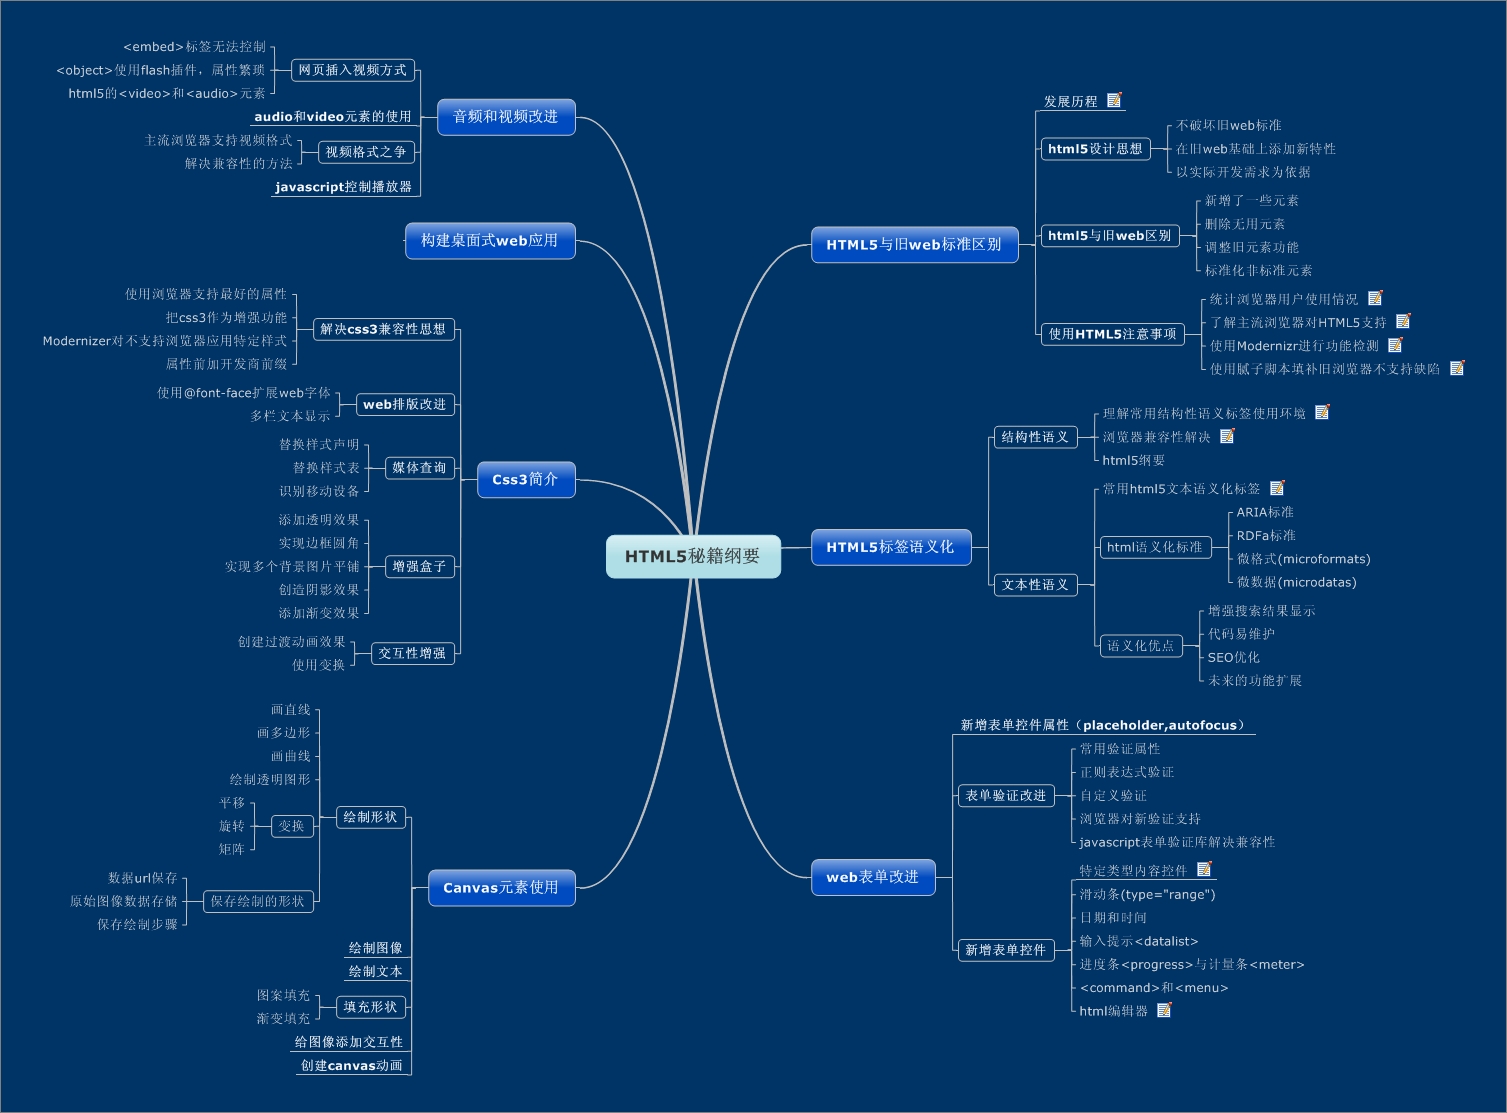 HTML5秘籍纲要
HTML5与旧web标准区别
发展历程
html5设计思想
不破坏旧web标准
在旧web基础上添加新特性
以实际开发需求为依据
html5与旧web区别
新增了一些元素
删除无用元素
调整旧元素功能
标准化非标准元素
使用HTML5注意事项
统计浏览器用户使用情况
了解主流浏览器对HTML5支持
使用Modernizr进行功能检测
使用腻子脚本填补旧浏览器不支持缺陷
HTML5标签语义化
结构性语义
理解常用结构性语义标签使用环境
浏览器兼容性解决
html5纲要
文本性语义
常用html5文本语义化标签
html语义化标准
ARIA标准
RDFa标准
微格式(microformats)
微数据(microdatas)
语义化优点
增强搜索结果显示
代码易维护
SEO优化
未来的功能扩展
web表单改进
新增表单控件属性（placeholder,autofocus）
表单验证改进
常用验证属性
正则表达式验证
自定义验证
浏览器对新验证支持
javascript表单验证库解决兼容性
新增表单控件
特定类型内容控件
滑动条(type="range")
日期和时间
输入提示<datalist>
进度条<progress>与计量条<meter>
<command>和<menu>
html编辑器
音频和视频改进
网页插入视频方式
<embed>标签无法控制
<object>使用flash插件，属性繁琐
html5的<video>和<audio>元素
audio和video元素的使用
视频格式之争
主流浏览器支持视频格式
解决兼容性的方法
javascript控制播放器
构建桌面式web应用
Css3简介
解决css3兼容性思想
使用浏览器支持最好的属性
把css3作为增强功能
Modernizer对不支持浏览器应用特定样式
属性前加开发商前缀
web排版改进
使用@font-face扩展web字体
多栏文本显示
媒体查询
替换样式声明
替换样式表
识别移动设备
增强盒子
添加透明效果
实现边框圆角
实现多个背景图片平铺
创造阴影效果
添加渐变效果
交互性增强
创建过渡动画效果
使用变换
Canvas元素使用
绘制形状
画直线
画多边形
画曲线
绘制透明图形
变换
平移
旋转
矩阵
保存绘制的形状
数据url保存
原始图像数据存储
保存绘制步骤
绘制图像
绘制文本
填充形状
图案填充
渐变填充
给图像添加交互性
创建canvas动画